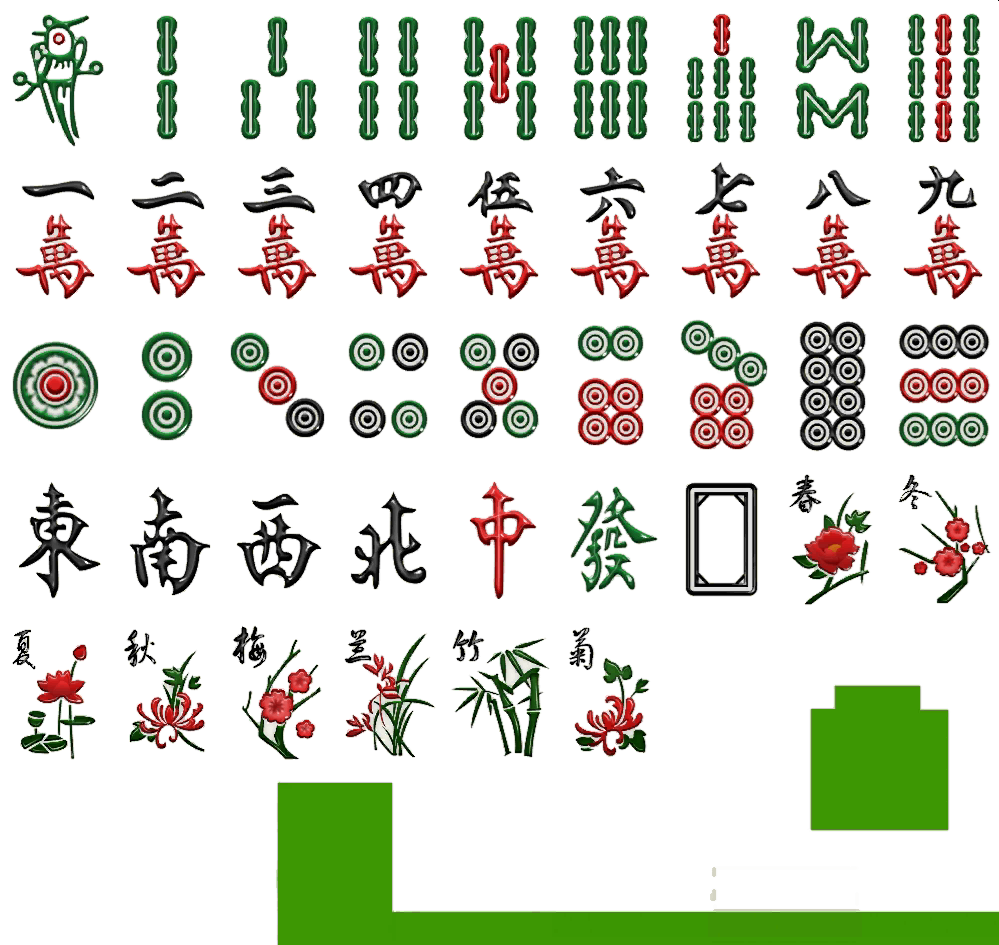 一 二 三 四 伍 六 七 八 九
萬 萬 萬 萬 萬 萬 萬 萬 萬
東 南 西 北 中 發 春 冬
夏 秋 梅 兰 竹 菊